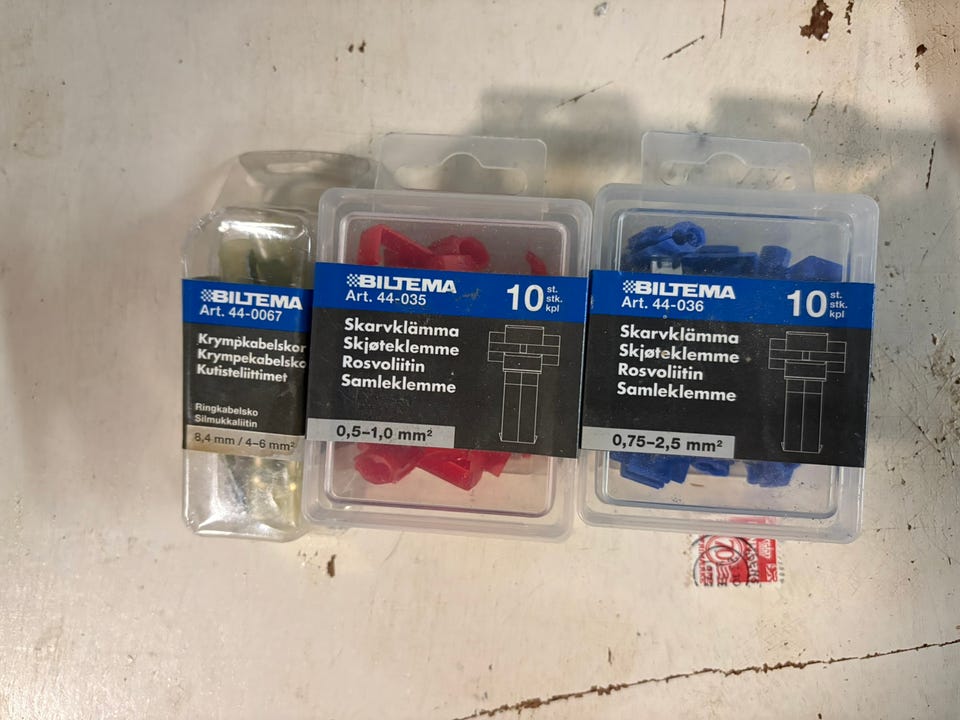 BILTEMA
Art. 44-0067
Krympkabelskor
Krympekabelsko
Kutisteliittimet
Ringkabelsko
Silmukkaliitin
8,4 mm / 4–6 mm²
BILTEMA
Art. 44-035
10 st.
stk.
kpl
Skarvklämma
Skjøteklemme
Rosvoliitin
Samleklemme
0,5–1,0 mm²
BILTEMA
Art. 44-036
10 st.
stk.
kpl
Skarvklämma
Skjøteklemme
Rosvoliitin
Samleklemme
0,75–2,5 mm²
70